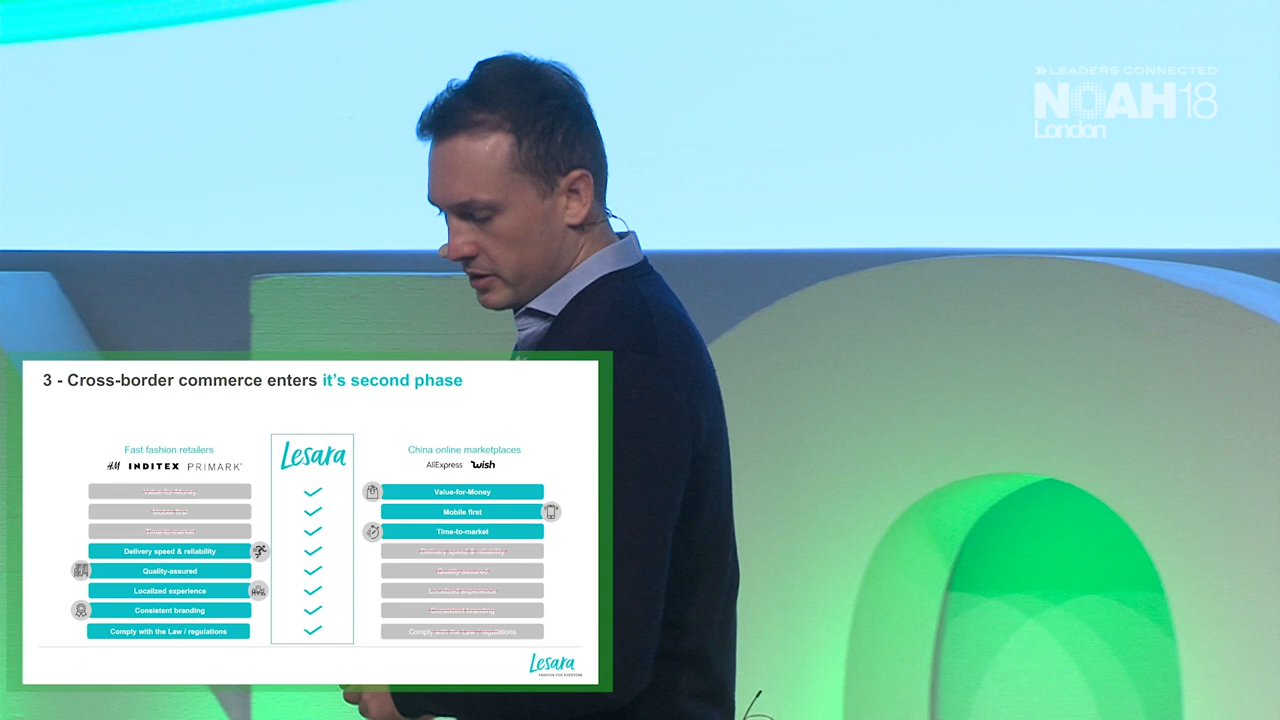 LEADERS CONNECTED
NOAH18
London
3 - Cross-border commerce enters it's second phase
Fast fashion retailers
H&M INDITEX PRIMARK
Lesara
China online marketplaces
AliExpress wish
Value-for-Money
Mobile first
Time-to-market
Delivery speed & reliability
Quality-assured
Localized experience
Consistent branding
Comply with the Law / regulations
Value-for-Money
Mobile first
Time-to-market
Delivery speed & reliability
Quality-assured
Localized experience
Consistent branding
Comply with the Law / regulations
Lesara
FASHION FOR EVERYONE